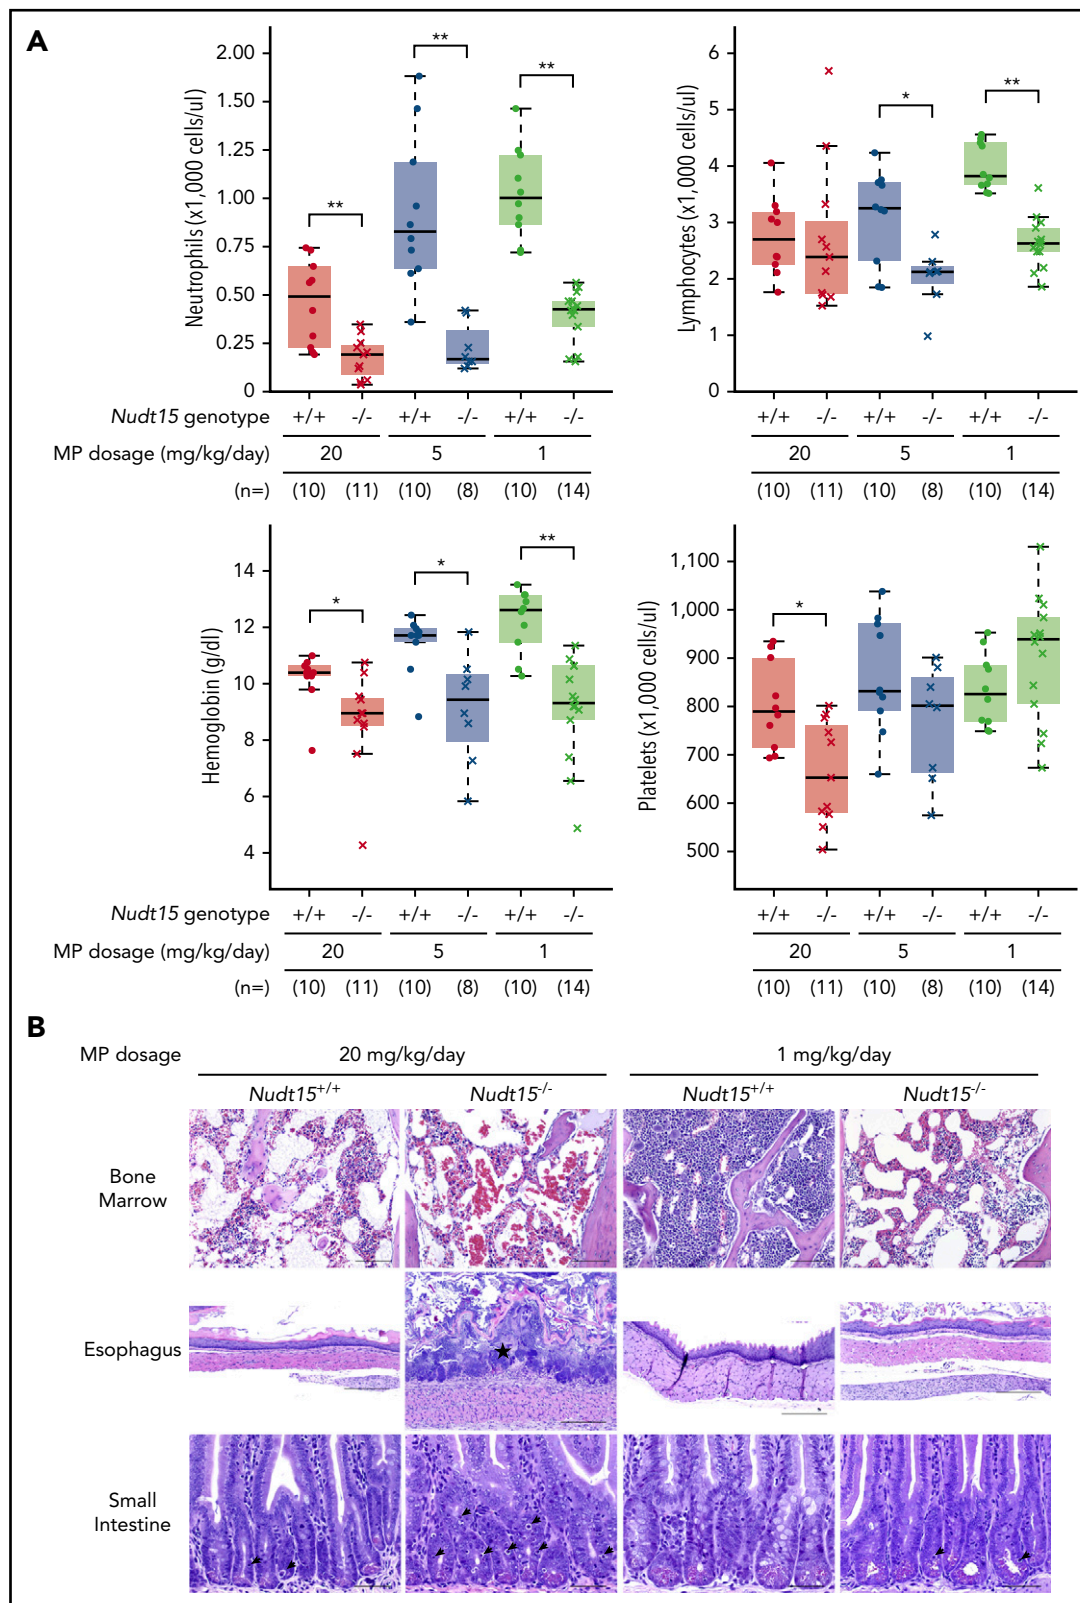 A
Neutrophils (x1,000 cells/ul)
2.00
1.50
1.25
1.00
0.75
0.50
0.25
0
**
**
**
Nudt15 genotype +/+ -/- +/+ -/- +/+ -/-
MP dosage (mg/kg/day) 20 5 1
(n=) (10) (11) (10) (8) (10) (14)
Lymphocytes (x1,000 cells/ul)
6
5
4
3
2
1
0
*
**
+/+ -/- +/+ -/- +/+ -/-
20 5 1
(10) (11) (10) (8) (10) (14)
Hemoglobin (g/dl)
14
12
10
8
6
4
*
*
**
Nudt15 genotype +/+ -/- +/+ -/- +/+ -/-
MP dosage (mg/kg/day) 20 5 1
(n=) (10) (11) (10) (8) (10) (14)
Platelets (x1,000 cells/ul)
1,100
1,000
900
800
700
600
500
*
+/+ -/- +/+ -/- +/+ -/-
20 5 1
(10) (11) (10) (8) (10) (14)
B
MP dosage 20 mg/kg/day 1 mg/kg/day
Nudt15+/+ Nudt15-/- Nudt15+/+ Nudt15-/-
Bone
Marrow
Esophagus
Small
Intestine